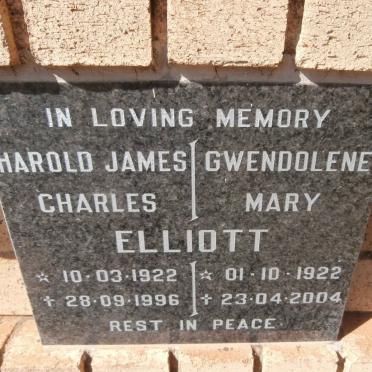 IN LOVING MEMORY
HAROLD JAMES GWENDOLENE
CHARLES MARY
ELLIOTT
☆ 10·03·1922 ☆ 01·10·1922
† 28·09·1996 † 23·04·2004
REST IN PEACE